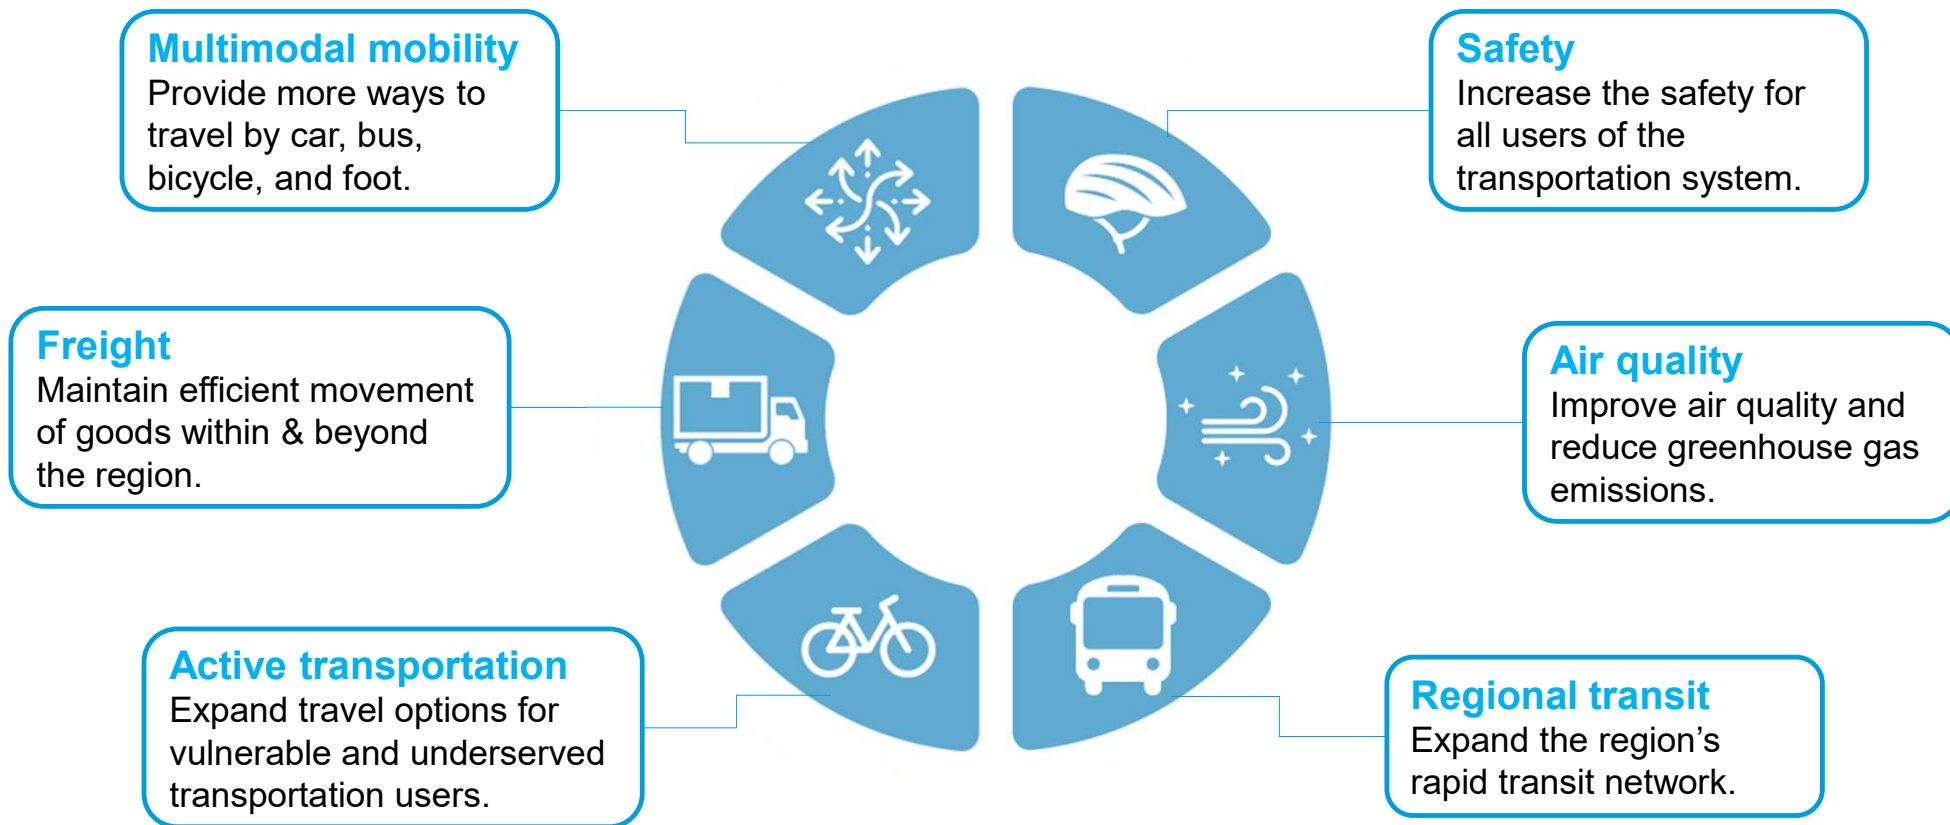 Multimodal mobility
Provide more ways to
travel by car, bus,
bicycle, and foot.
Safety
Increase the safety for
all users of the
transportation system.
Freight
Maintain efficient movement
of goods within & beyond
the region.
Air quality
Improve air quality and
reduce greenhouse gas
emissions.
Active transportation
Expand travel options for
vulnerable and underserved
transportation users.
Regional transit
Expand the region’s
rapid transit network.